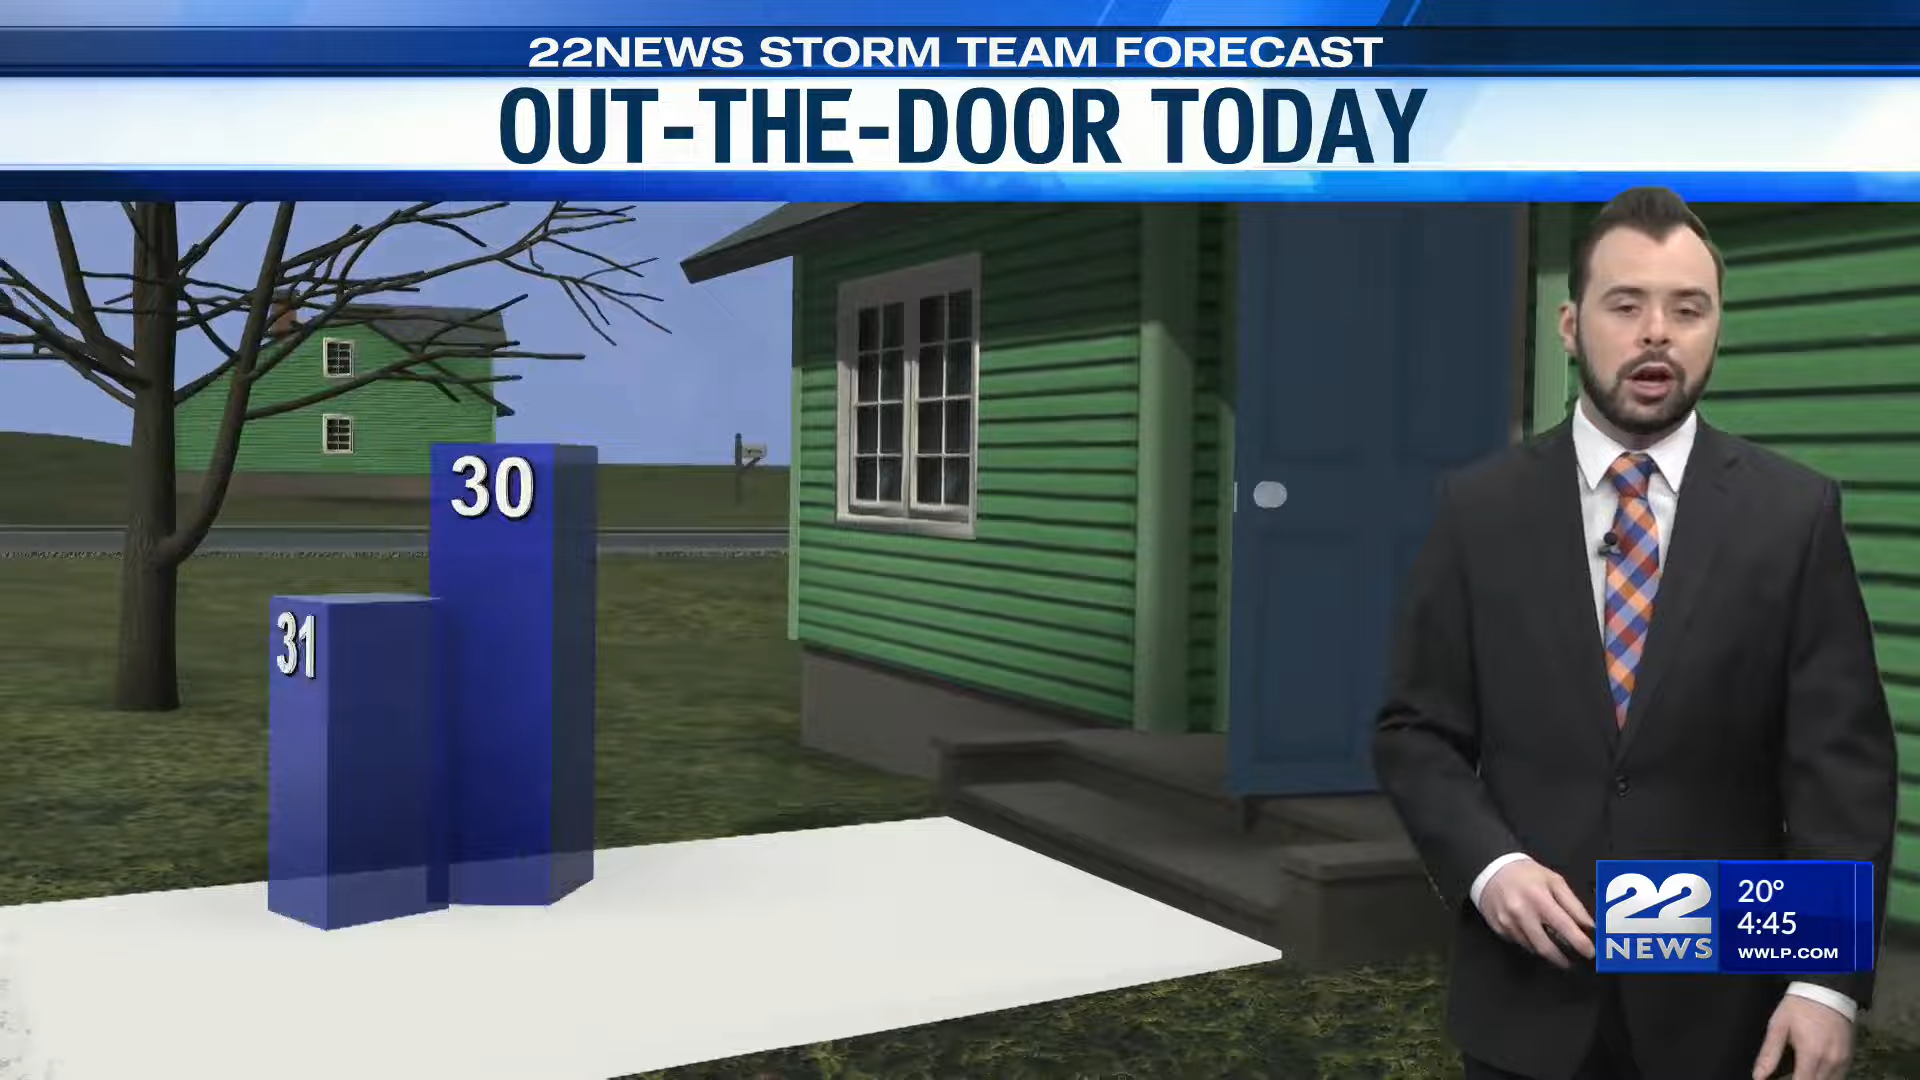 22NEWS STORM TEAM FORECAST
OUT-THE-DOOR TODAY
30
31
22
NEWS
20°
4:45
WWLP.COM